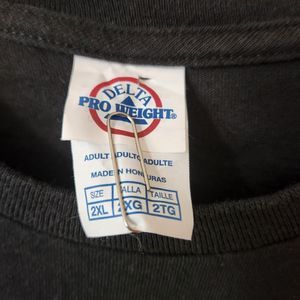 DELTA
PRO WEIGHT®
ADULT ADULTO ADULTE
MADE IN HONDURAS
SIZE TALLA TAILLE
2XL 2XG 2TG